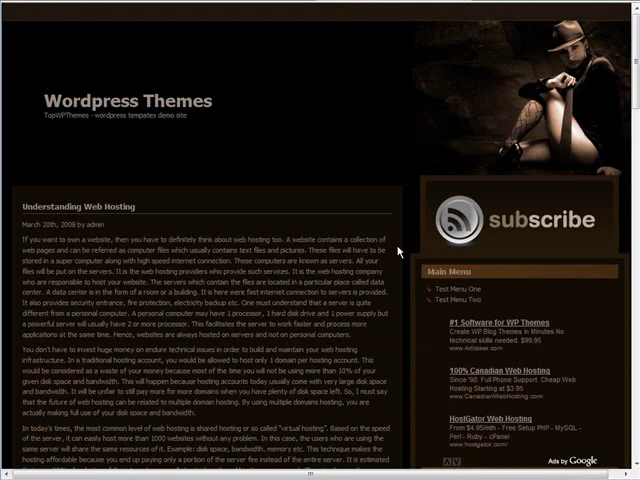 Wordpress Themes
TopWPThemes - wordpress tempates demo site
Understanding Web Hosting
March 20th, 2008 by admin
If you want to own a website, then you have to definitely think about web hosting too. A website contains a collection of
web pages and can be referred as computer files which usually contains text files and pictures. These files will have to be
stored in a super computer along with high speed internet connection. These computers are known as servers. All your
files will be put on the servers. It is the web hosting providers who provide such services. It is the web hosting company
who are responsible to host your website. The servers which contain the files are located in a particular place called data
center. A data center is in the form of a room or a building. It is here where internet connection to servers is provided.
It also provides security entrance, fire protection, electricity backup etc. One must understand that a server is quite
different from a personal computer. A personal computer may have 1 processor, 1 hard disk drive and 1 power supply but
a powerful server will usually have 2 or more processor. This facilitates the server to work faster and process more
applications at the same time. Hence, websites are always hosted on servers and not on personal computers.
You don't have to invest hugh money on endure technical issues in order to build and maintain your web hosting
infrastructure. In a traditional hosting account, you would be allowed to host only 1 domain per hosting account. This
would be considered as a waste of your money because most of the time you will not be using more than 10% of your
given disk space and bandwidth. This will happen because hosting accounts today usually come with very large disk space
and bandwidth. It will be unfair to still pay more for more domains when you have plenty of disk space left. So, I must say
that the future of web hosting can be related to multiple domain hosting. By using multiple domains hosting, you are
actually making full use of your disk space and bandwidth.
In today's times, the most common level of web hosting is shared hosting or so called "virtual hosting". Based on the
speed of the server, it can easily host more than 1000 websites without any problem. In this case, the users who are using the
same server will share the same resources of it. Example: disk space, bandwidth, memory etc. This technique makes the
hosting affordable because you end up paying only a portion of the server fee instead of the entire server. It is estimated
subscribe
Main Menu
Test Menu One
Test Menu Two
#1 Software for WP Themes
Create WP Blog Themes in Minutes No
technical skills needed. $99.95
www.Artisteer.com
100% Canadian Web Hosting
Since '98. Full Phone Support. Cheap Web
Hosting Starting at $3.95
www.CanadianWebHosting.com
HostGator Web Hosting
From $4.95/mth - Free Setup PHP - MySQL -
Perl - Ruby - cPanel
www.hostgator.com/
Ads by Google